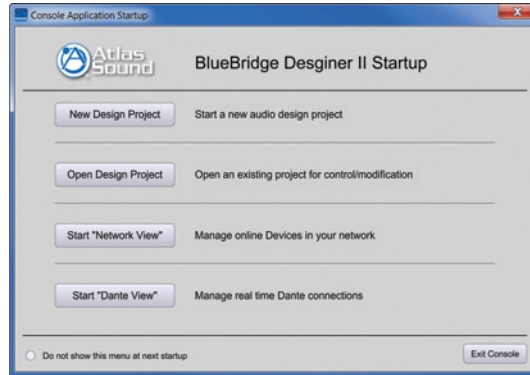 Console Application Startup
Atlas Sound
BlueBridge Desginer II Startup
New Design Project
Start a new audio design project
Open Design Project
Open an existing project for control/modification
Start "Network View"
Manage online Devices in your network
Start "Dante View"
Manage real time Dante connections
Do not show this menu at next startup
Exit Console